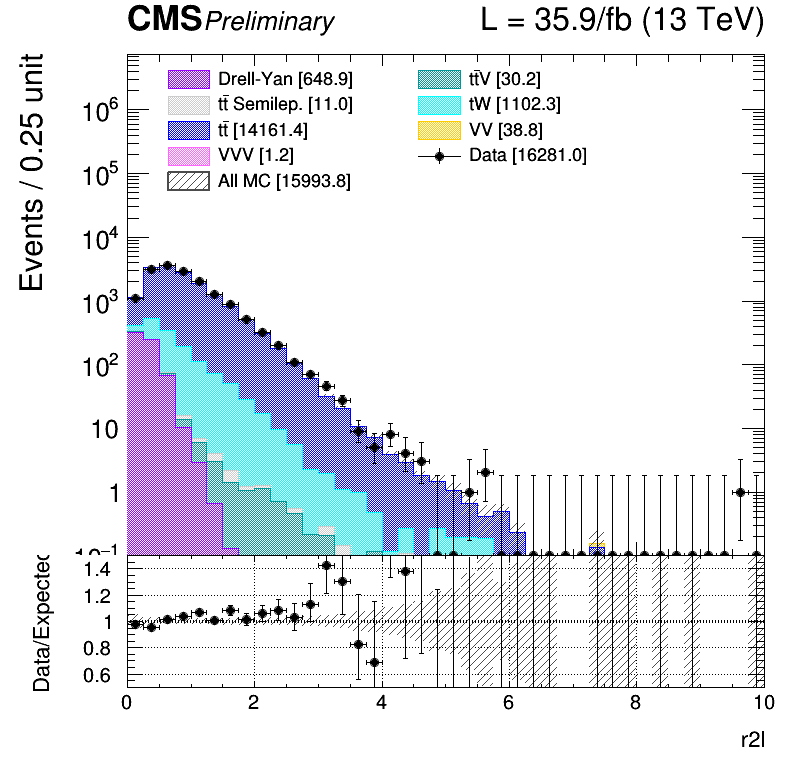 CMS Preliminary L = 35.9/fb (13 TeV)
Events / 0.25 unit
Drell-Yan [648.9]
tt̄ Semilep. [11.0]
tt̄ [14161.4]
VVV [1.2]
All MC [15993.8]
tt̄V [30.2]
tW [1102.3]
VV [38.8]
Data [16281.0]
10⁶
10⁵
10⁴
10³
10²
10
1
10⁻¹
Data/Expected
1.4
1.2
1
0.8
0.6
0 2 4 6 8 10
r2l